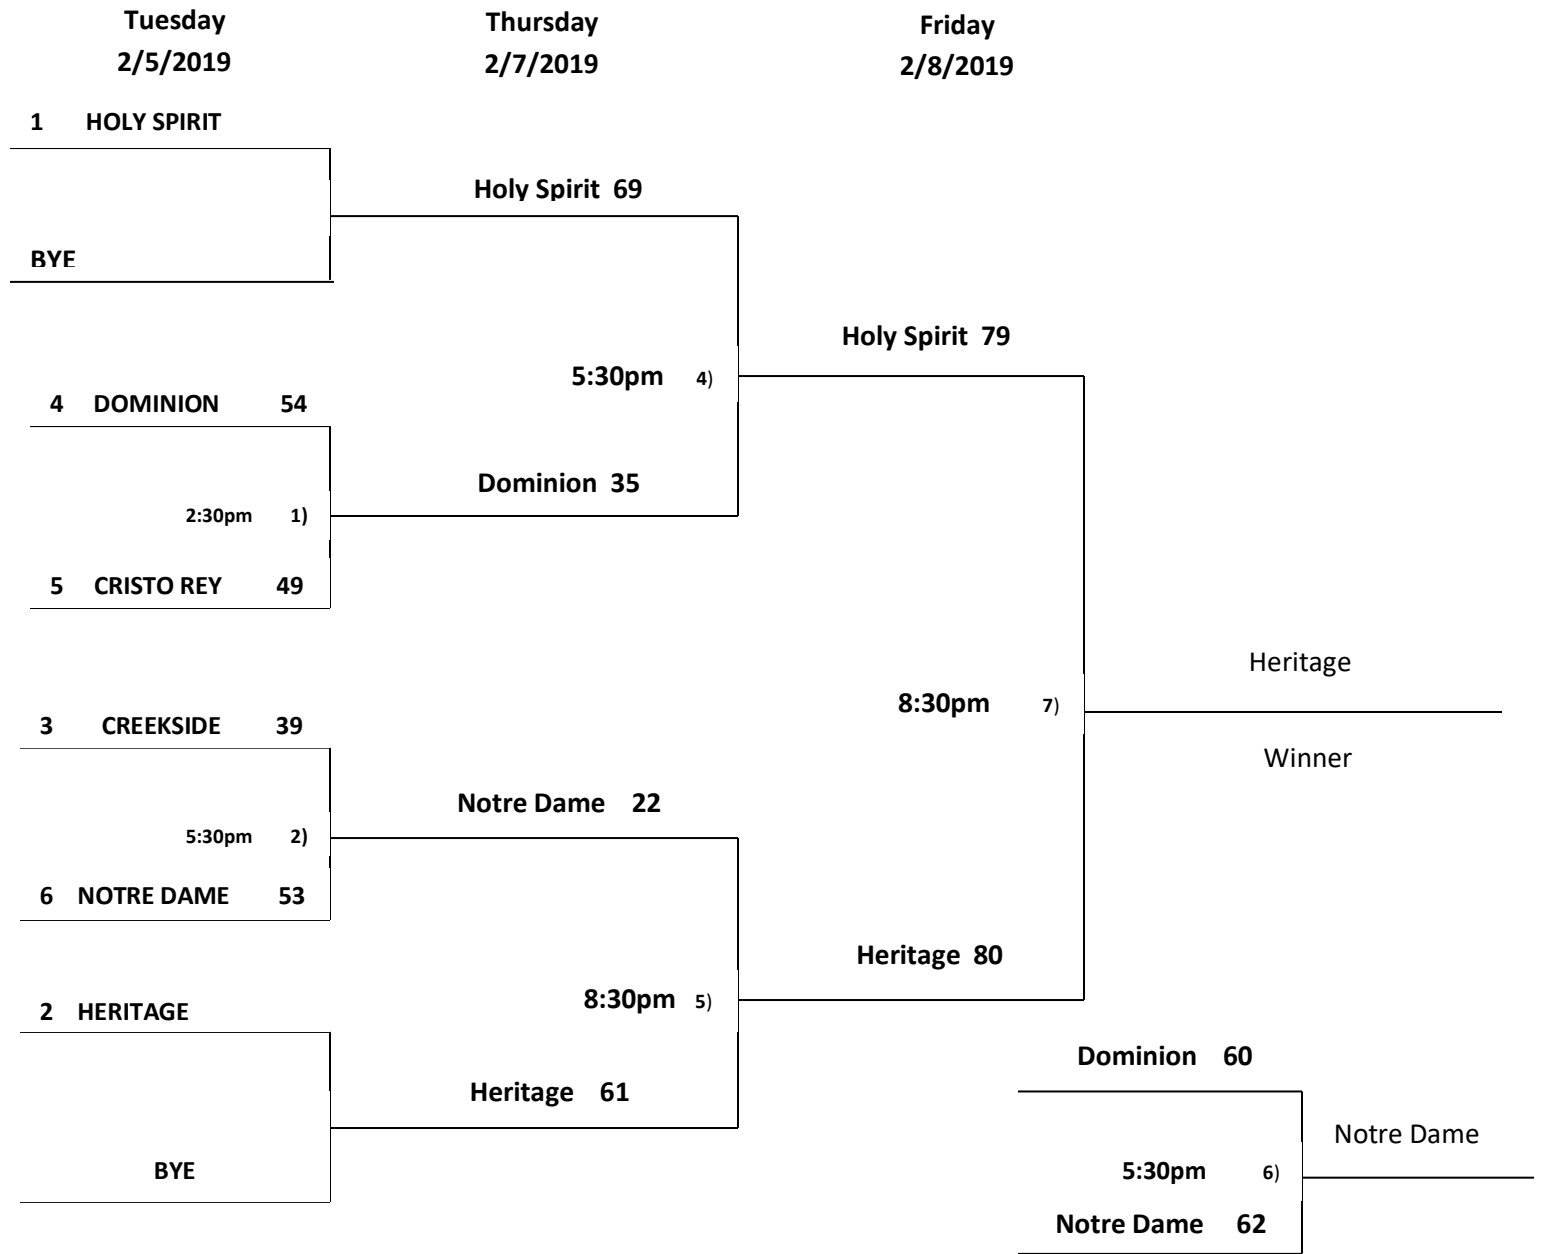 Tuesday
2/5/2019
Thursday
2/7/2019
Friday
2/8/2019
1 HOLY SPIRIT
Holy Spirit 69
BYE
Holy Spirit 79
5:30pm 4)
4 DOMINION 54
Dominion 35
2:30pm 1)
5 CRISTO REY 49
Heritage
8:30pm 7)
3 CREEKSIDE 39
Winner
Notre Dame 22
5:30pm 2)
6 NOTRE DAME 53
Heritage 80
8:30pm 5)
2 HERITAGE
Dominion 60
Heritage 61
Notre Dame
BYE
5:30pm 6)
Notre Dame 62